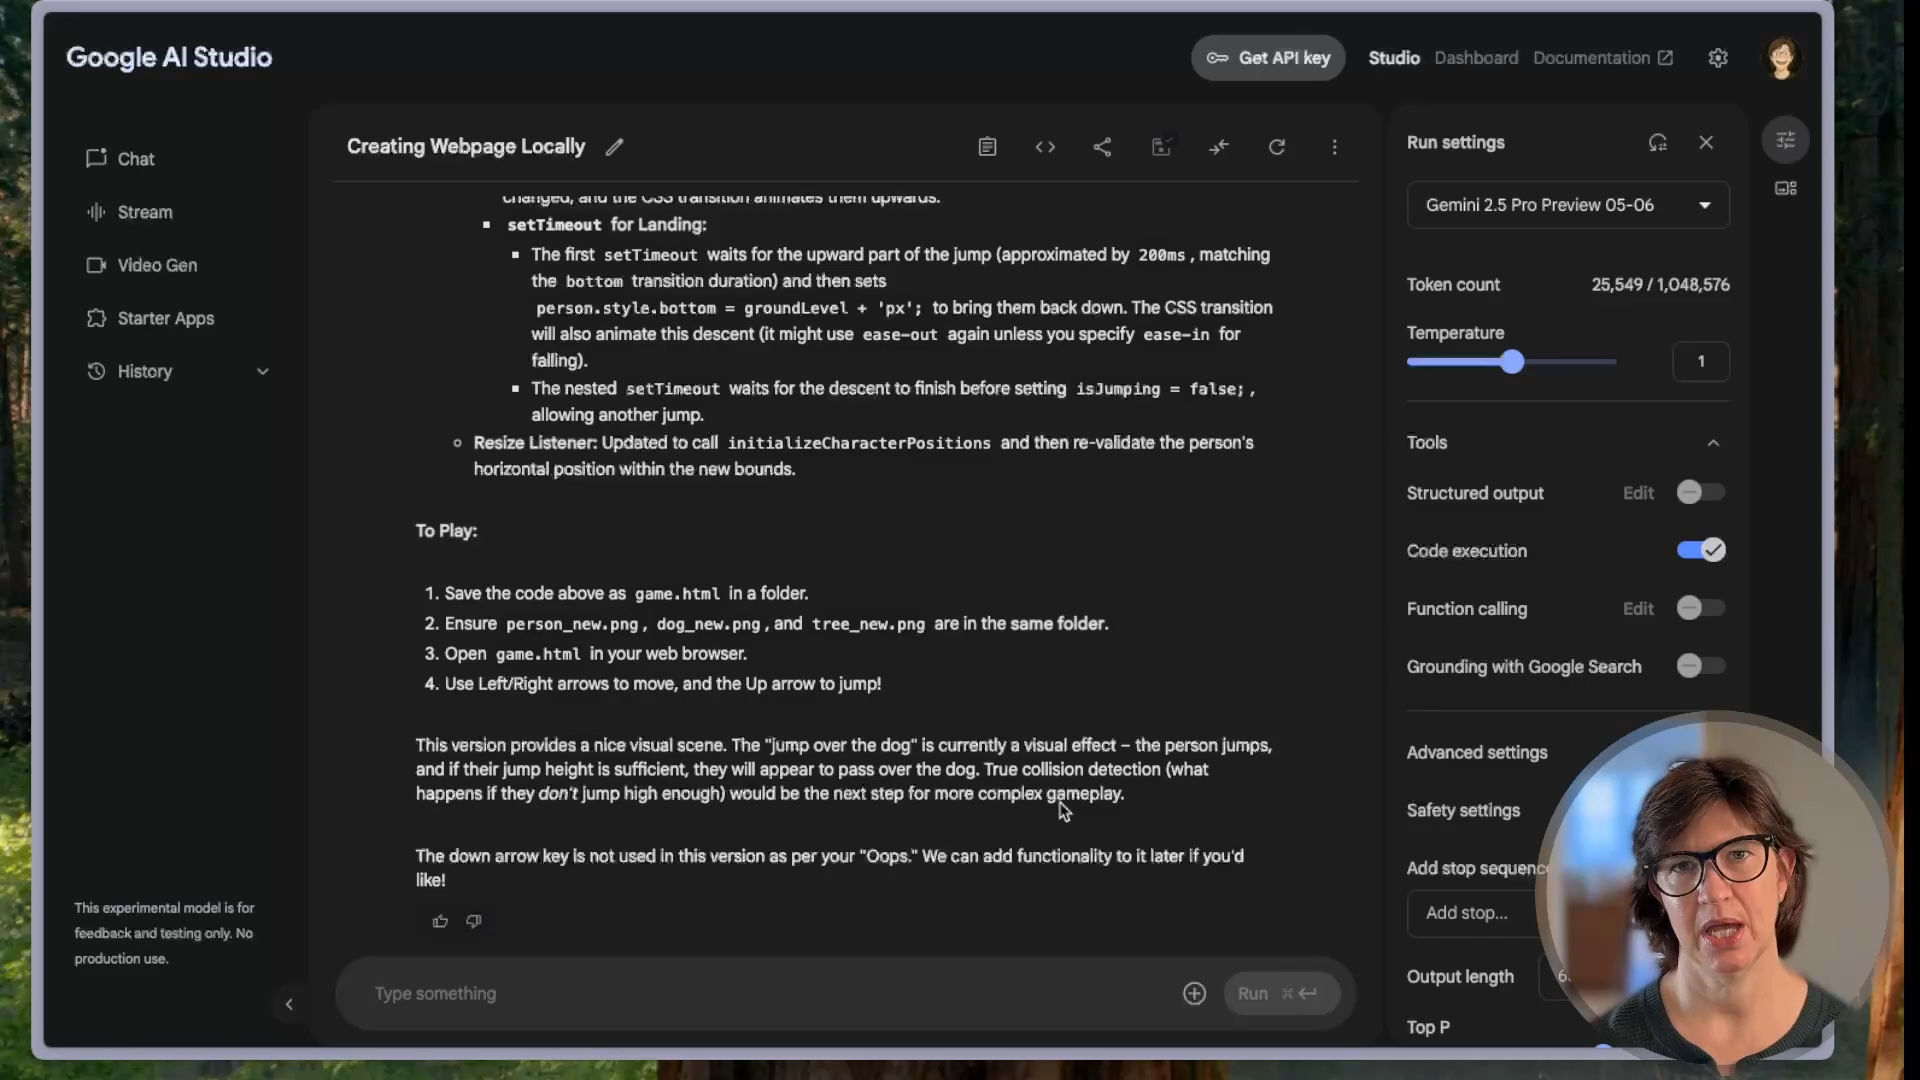 Google AI Studio
Get API key
Studio
Dashboard
Documentation
Chat
Stream
Video Gen
Starter Apps
History
This experimental model is for
feedback and testing only. No
production use.
Creating Webpage Locally
changed, and the CSS transition animates them upwards.
setTimeout for Landing:
The first setTimeout waits for the upward part of the jump (approximated by 200ms, matching
the bottom transition duration) and then sets
person.style.bottom = groundLevel + 'px'; to bring them back down. The CSS transition
will also animate this descent (it might use ease-out again unless you specify ease-in for
falling).
The nested setTimeout waits for the descent to finish before setting isJumping = false;,
allowing another jump.
Resize Listener: Updated to call initializeCharacterPositions and then re-validate the person's
horizontal position within the new bounds.
To Play:
1. Save the code above as game.html in a folder.
2. Ensure person_new.png, dog_new.png, and tree_new.png are in the same folder.
3. Open game.html in your web browser.
4. Use Left/Right arrows to move, and the Up arrow to jump!
This version provides a nice visual scene. The "jump over the dog" is currently a visual effect – the person jumps,
and if their jump height is sufficient, they will appear to pass over the dog. True collision detection (what
happens if they don't jump high enough) would be the next step for more complex gameplay.
The down arrow key is not used in this version as per your "Oops." We can add functionality to it later if you'd
like!
Type something
Run ⌘
Run settings
Gemini 2.5 Pro Preview 05-06
Token count 25,549 / 1,048,576
Temperature
1
Tools
Structured output Edit
Code execution
Function calling Edit
Grounding with Google Search
Advanced settings
Safety settings
Add stop sequenc
Add stop...
Output length 6
Top P